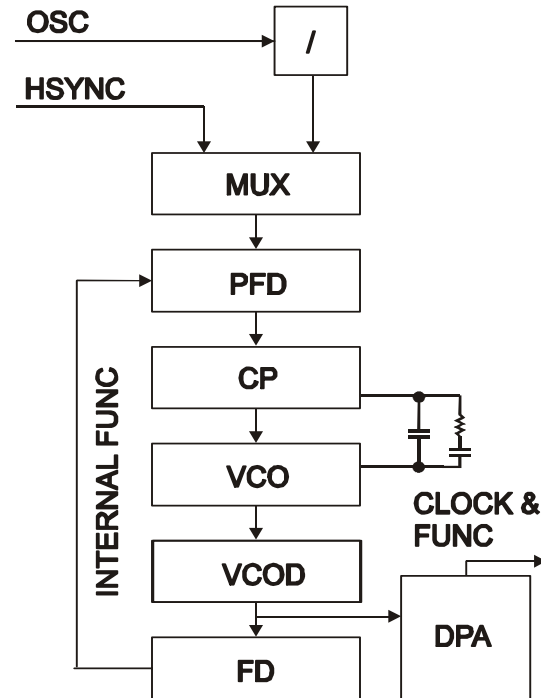 OSC
/
HSYNC
MUX
PFD
CP
INTERNAL FUNC
VCO
CLOCK &
FUNC
VCOD
DPA
FD